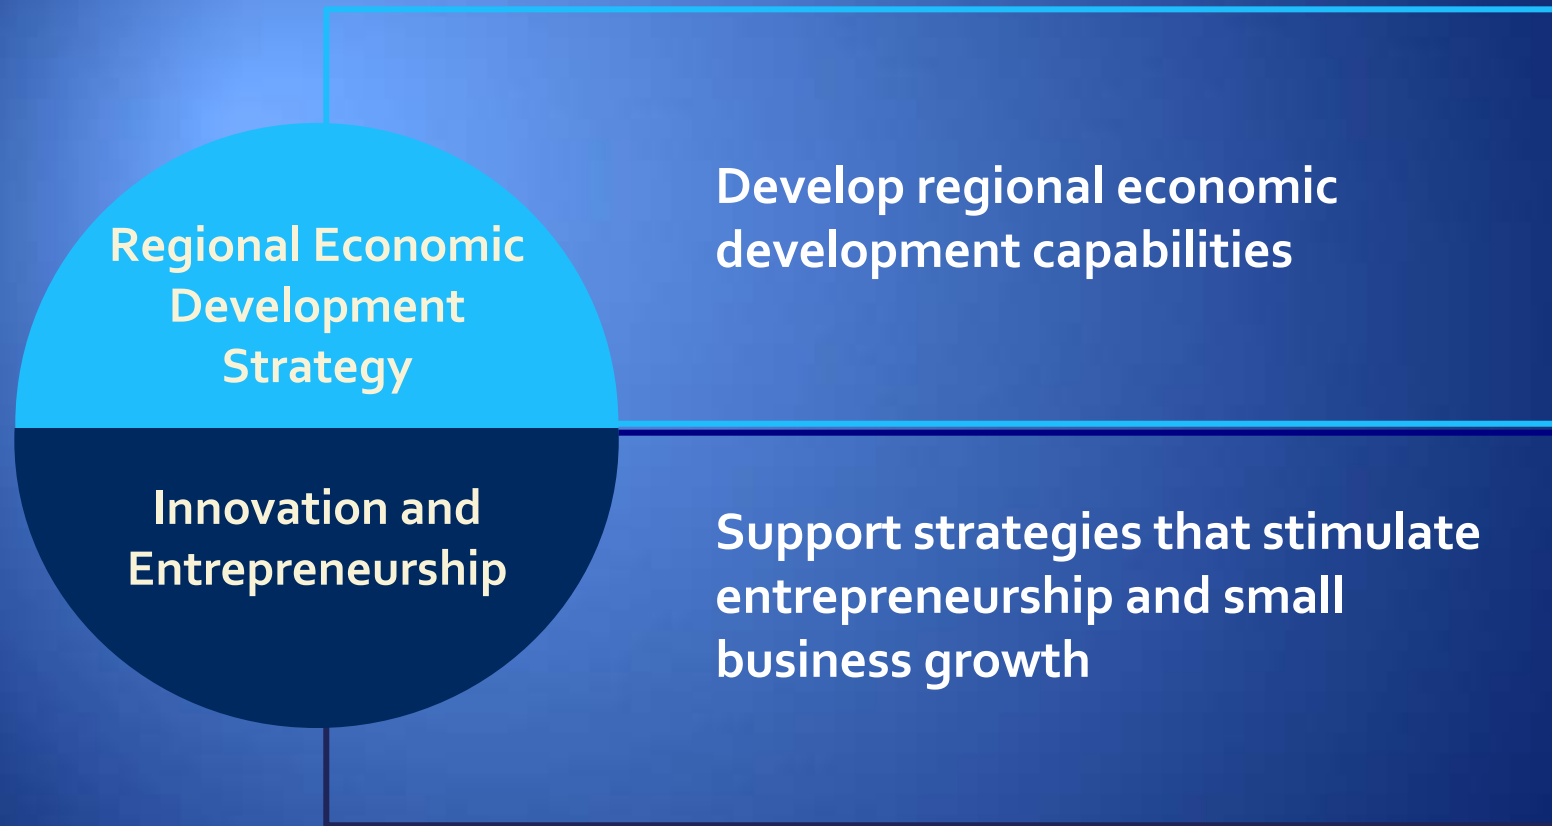 Regional Economic
Development
Strategy
Develop regional economic
development capabilities
Innovation and
Entrepreneurship
Support strategies that stimulate
entrepreneurship and small
business growth